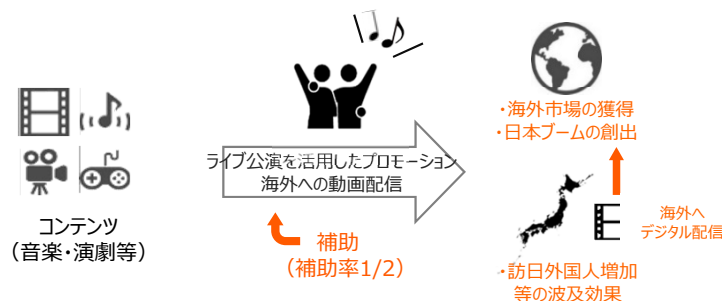 コンテンツ
（音楽・演劇等）
ライブ公演を活用したプロモーション
海外への動画配信
補助
（補助率1/2）
・海外市場の獲得
・日本ブームの創出
海外へ
デジタル配信
・訪日外国人増加
等の波及効果